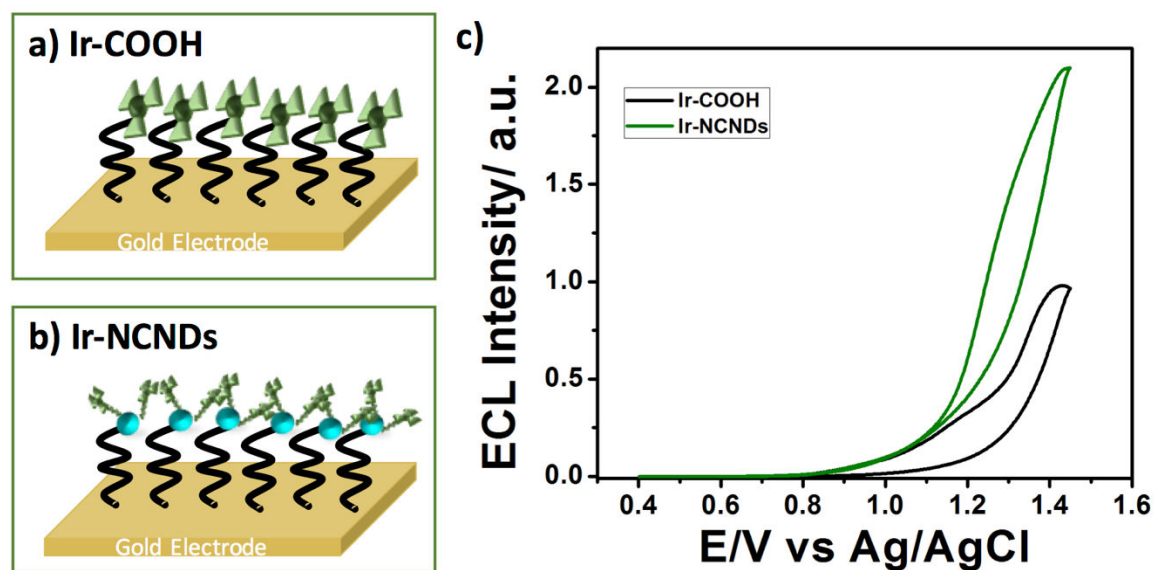 a) Ir-COOH
Gold Electrode
b) Ir-NCNDs
Gold Electrode
c)
Ir-COOH
Ir-NCNDs
ECL Intensity/ a.u.
2.0
1.5
1.0
0.5
0.0
0.4 0.6 0.8 1.0 1.2 1.4 1.6
E/V vs Ag/AgCl